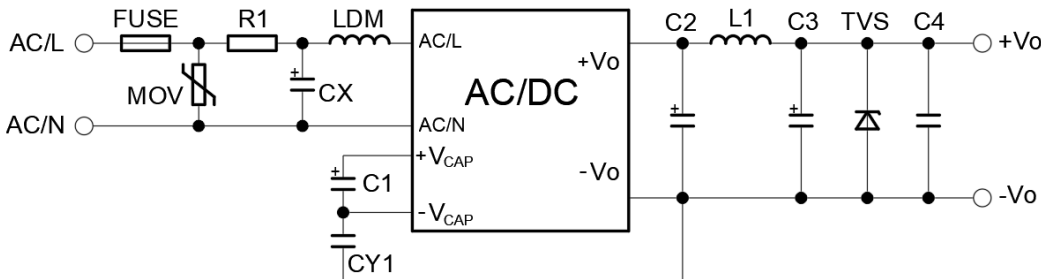 FUSE R1 LDM C2 L1 C3 TVS C4
AC/L AC/L +Vo +Vo
MOV + CX AC/DC + +
AC/N AC/N
+VCAP
+ C1 -Vo -Vo
-VCAP
CY1